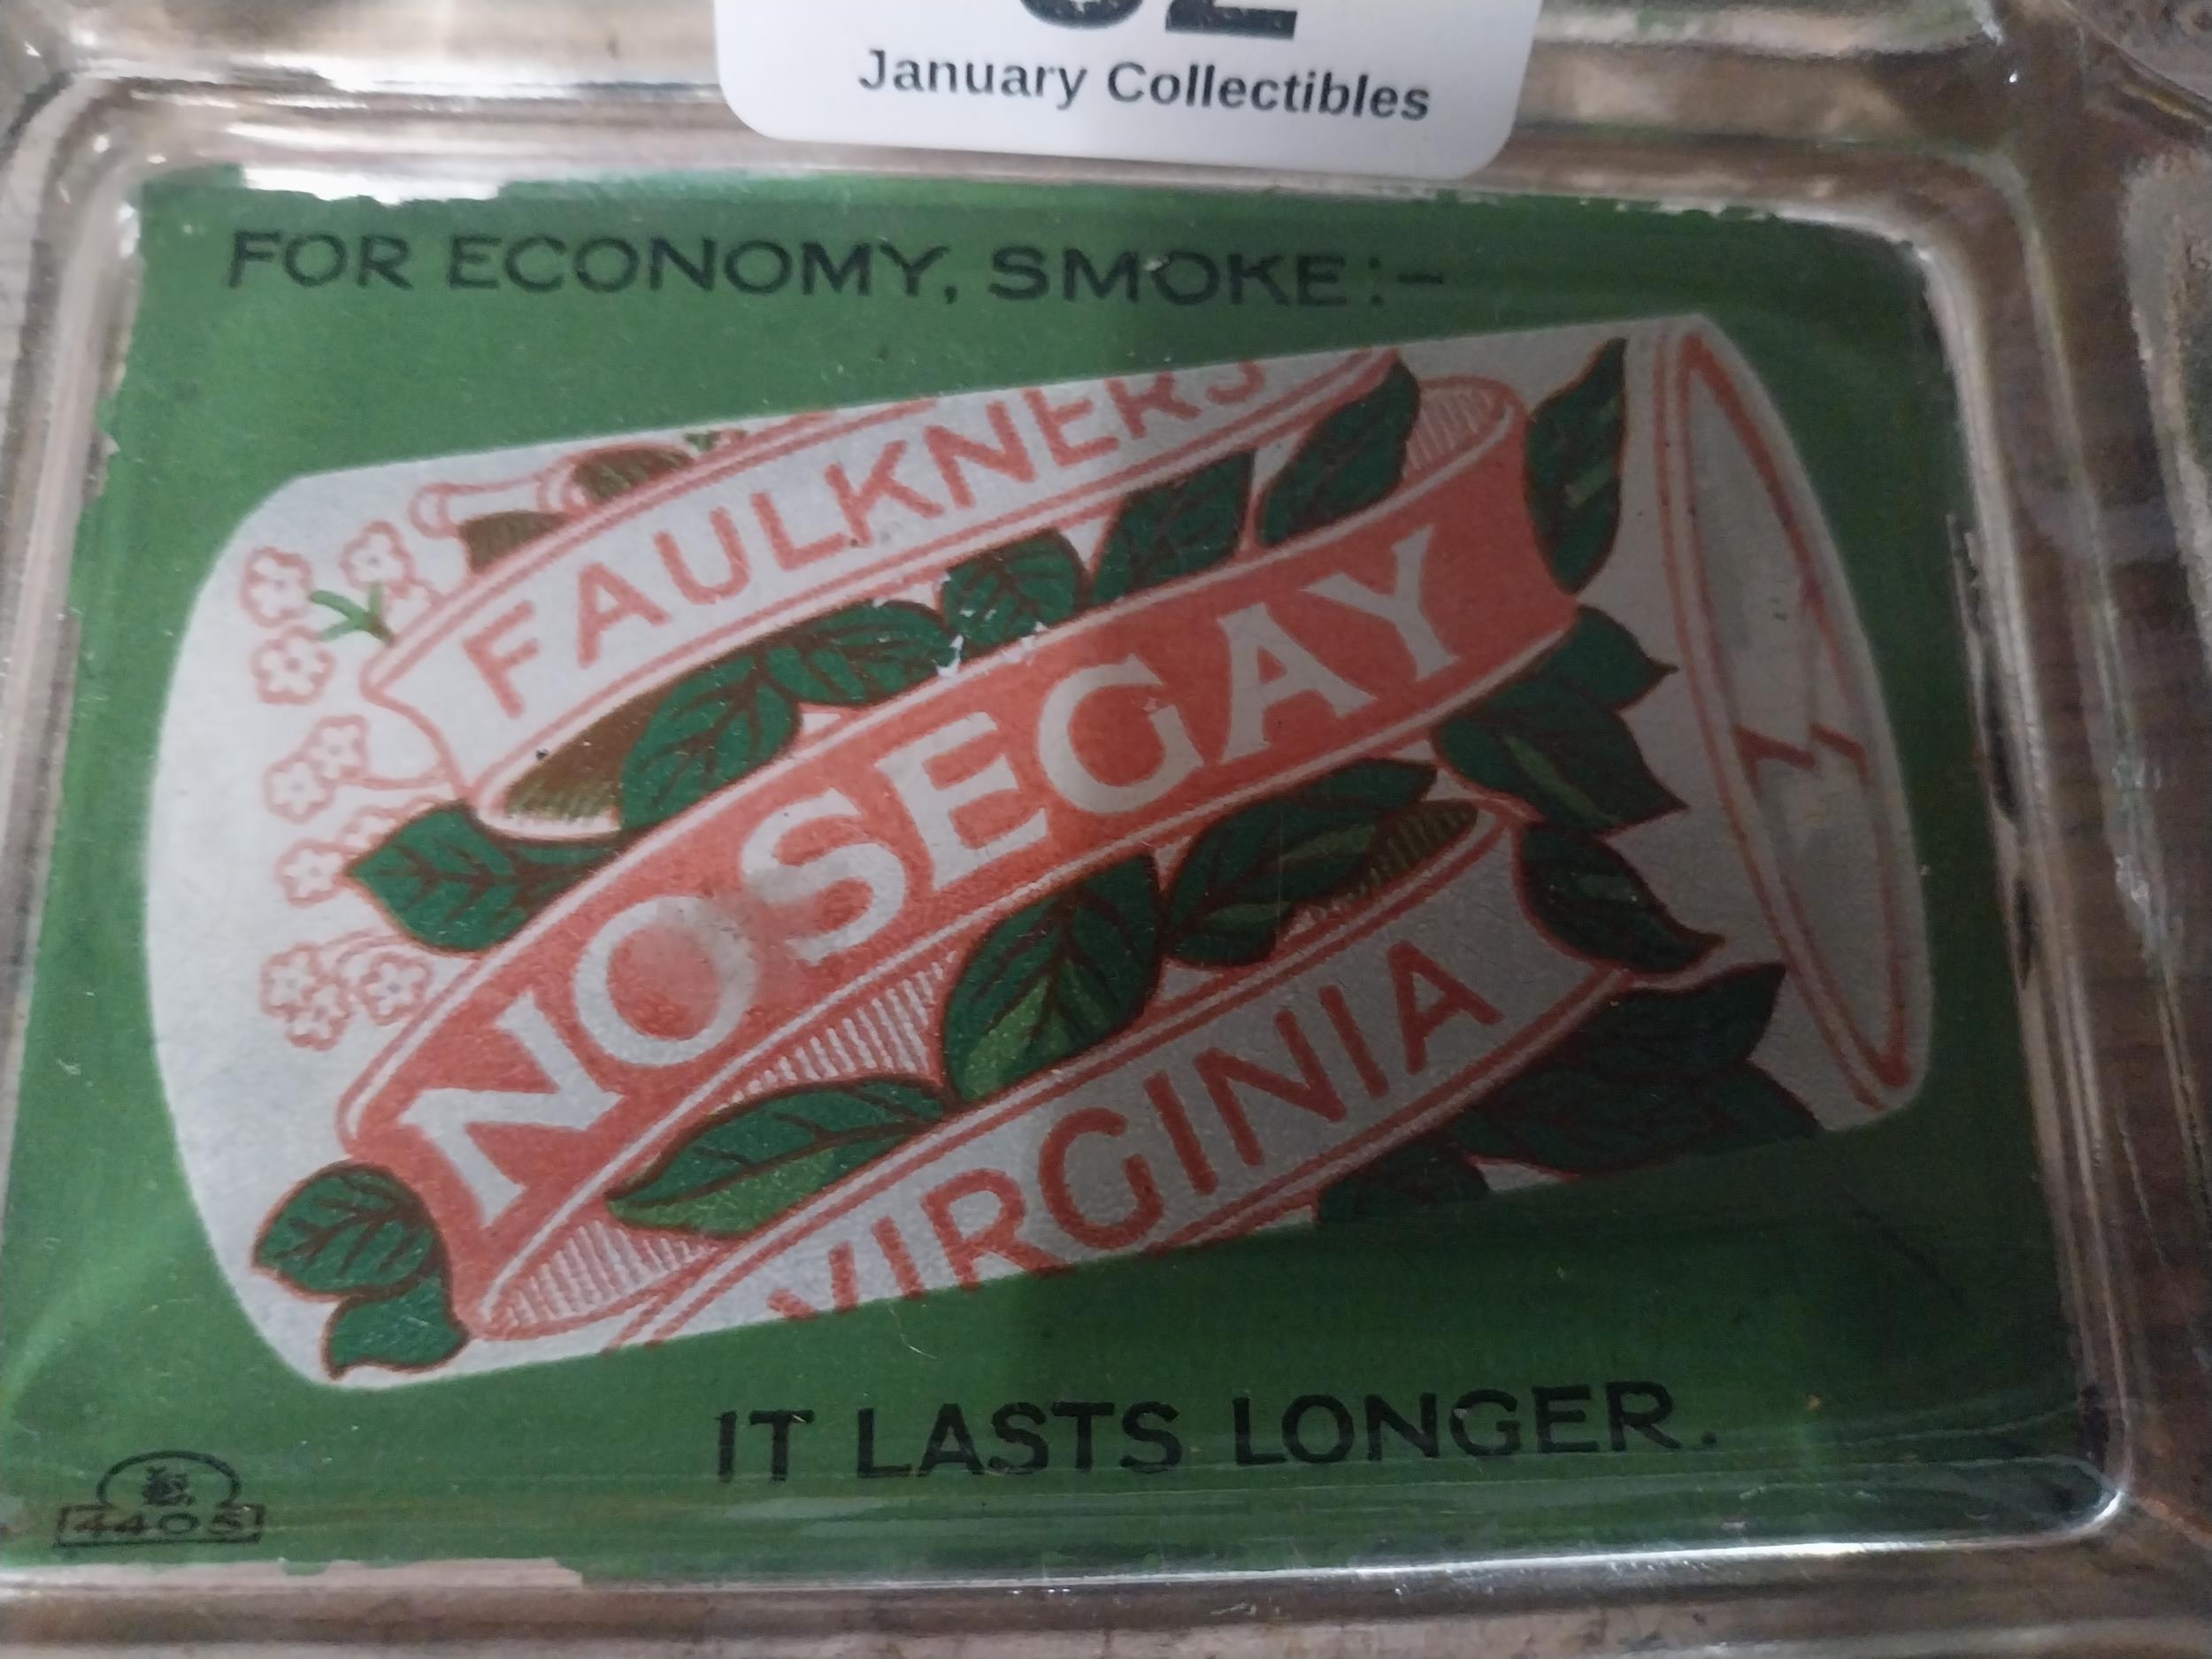 January Collectibles
FOR ECONOMY, SMOKE:-
FAULKNERS
NOSEGAY
VIRGINIA
IT LASTS LONGER.
4405